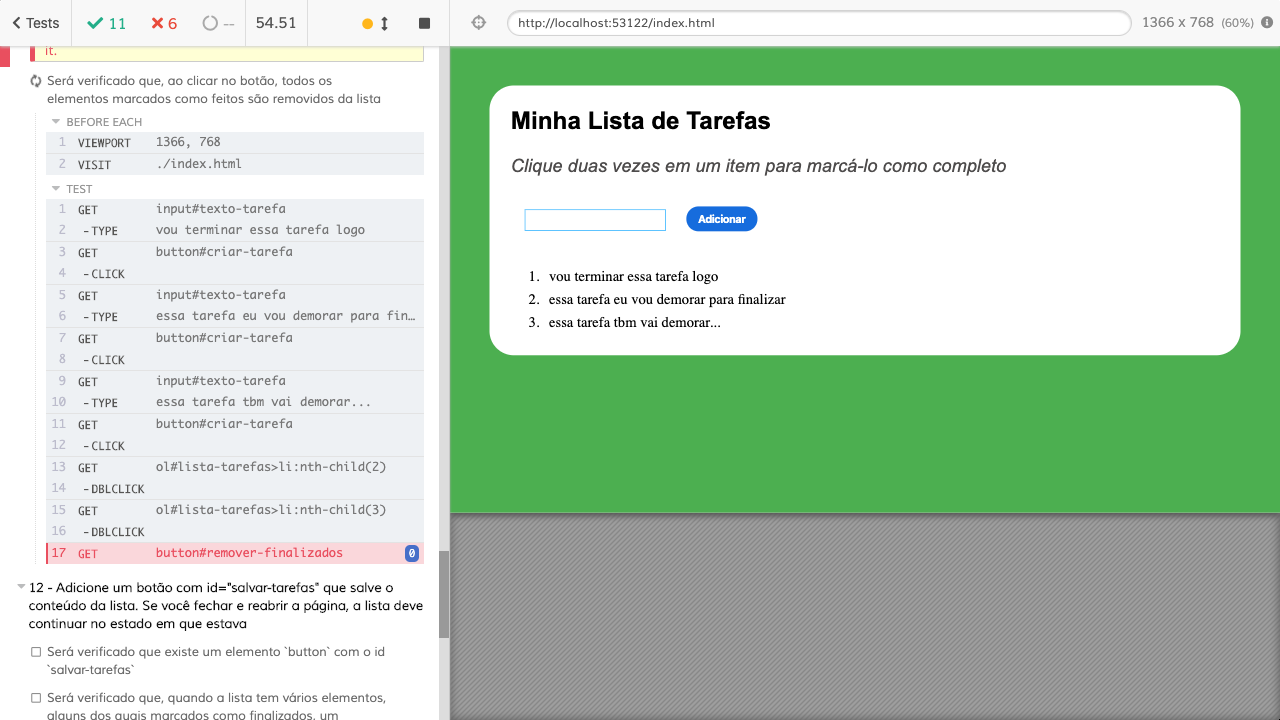 Tests
11
6
--
54.51
http://localhost:53122/index.html
1366 x 768 (60%)
it.
Será verificado que, ao clicar no botão, todos os
elementos marcados como feitos são removidos da lista
BEFORE EACH
1 VIEWPORT 1366, 768
2 VISIT ./index.html
TEST
1 GET input#texto-tarefa
2 -TYPE vou terminar essa tarefa logo
3 GET button#criar-tarefa
4 -CLICK
5 GET input#texto-tarefa
6 -TYPE essa tarefa eu vou demorar para fin…
7 GET button#criar-tarefa
8 -CLICK
9 GET input#texto-tarefa
10 -TYPE essa tarefa tbm vai demorar...
11 GET button#criar-tarefa
12 -CLICK
13 GET ol#lista-tarefas>li:nth-child(2)
14 -DBLCLICK
15 GET ol#lista-tarefas>li:nth-child(3)
16 -DBLCLICK
17 GET button#remover-finalizados 0
12 - Adicione um botão com id="salvar-tarefas" que salve o
conteúdo da lista. Se você fechar e reabrir a página, a lista deve
continuar no estado em que estava
Será verificado que existe um elemento `button` com o id
`salvar-tarefas`
Será verificado que, quando a lista tem vários elementos,
alguns dos quais marcados como finalizados, um
Minha Lista de Tarefas
Clique duas vezes em um item para marcá-lo como completo
Adicionar
1. vou terminar essa tarefa logo
2. essa tarefa eu vou demorar para finalizar
3. essa tarefa tbm vai demorar...